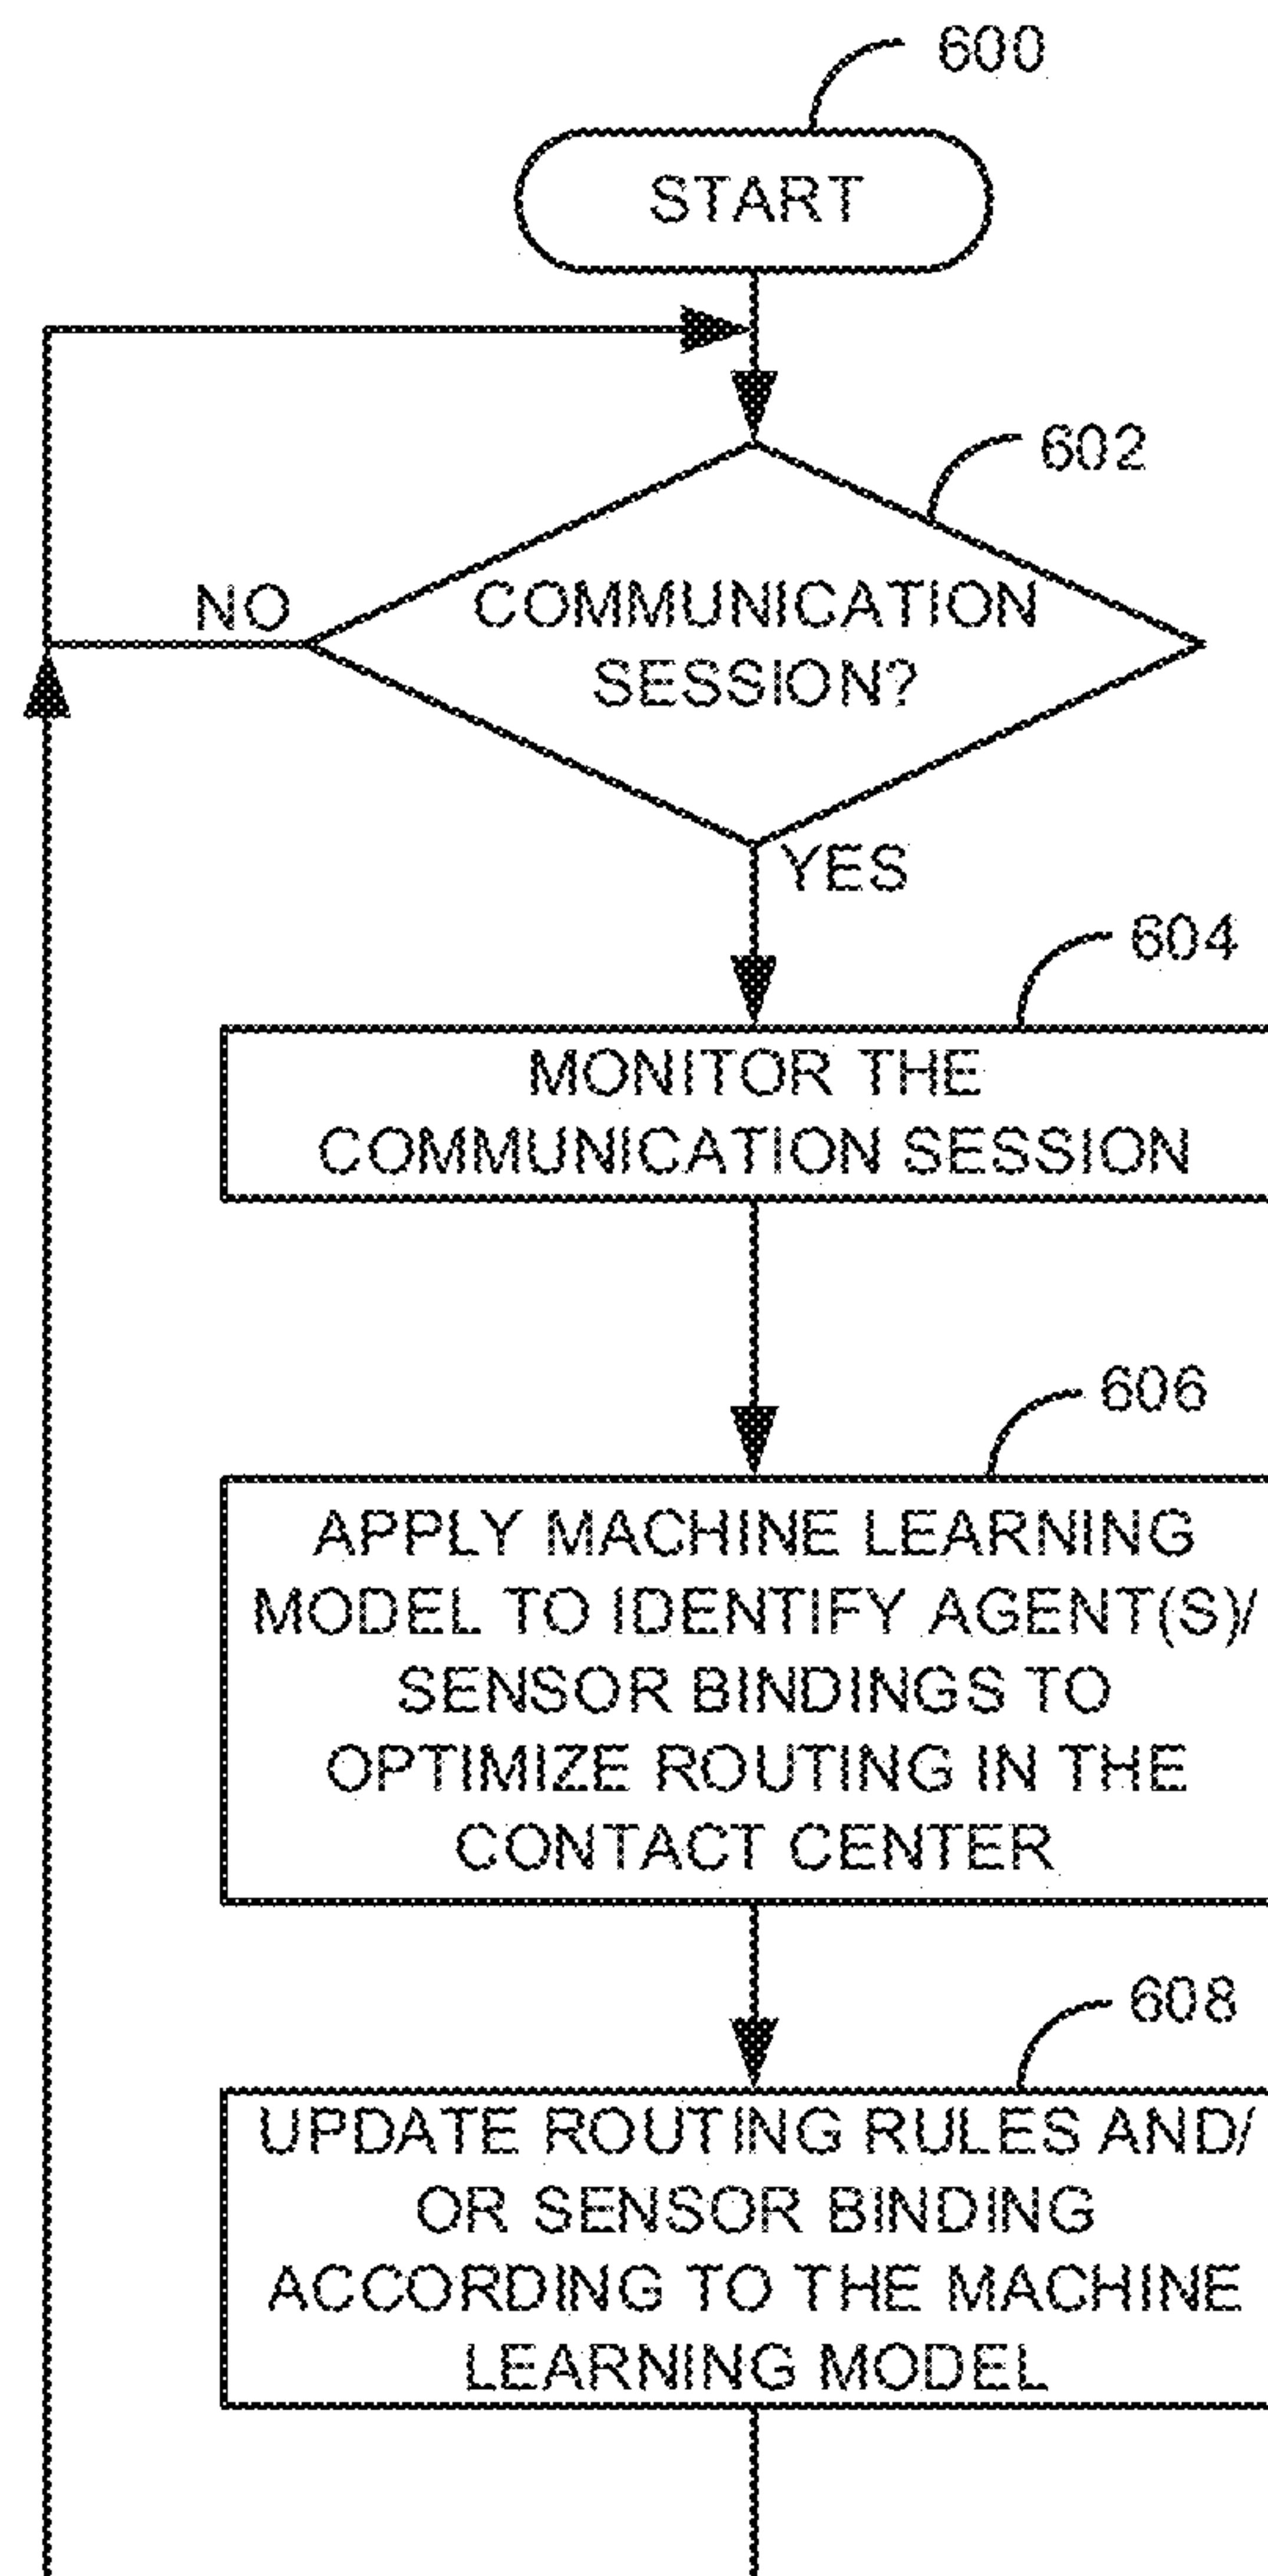 600
START
602
NO
COMMUNICATION
SESSION?
YES
604
MONITOR THE
COMMUNICATION SESSION
606
APPLY MACHINE LEARNING
MODEL TO IDENTIFY AGENT(S)/
SENSOR BINDINGS TO
OPTIMIZE ROUTING IN THE
CONTACT CENTER
608
UPDATE ROUTING RULES AND/
OR SENSOR BINDING
ACCORDING TO THE MACHINE
LEARNING MODEL